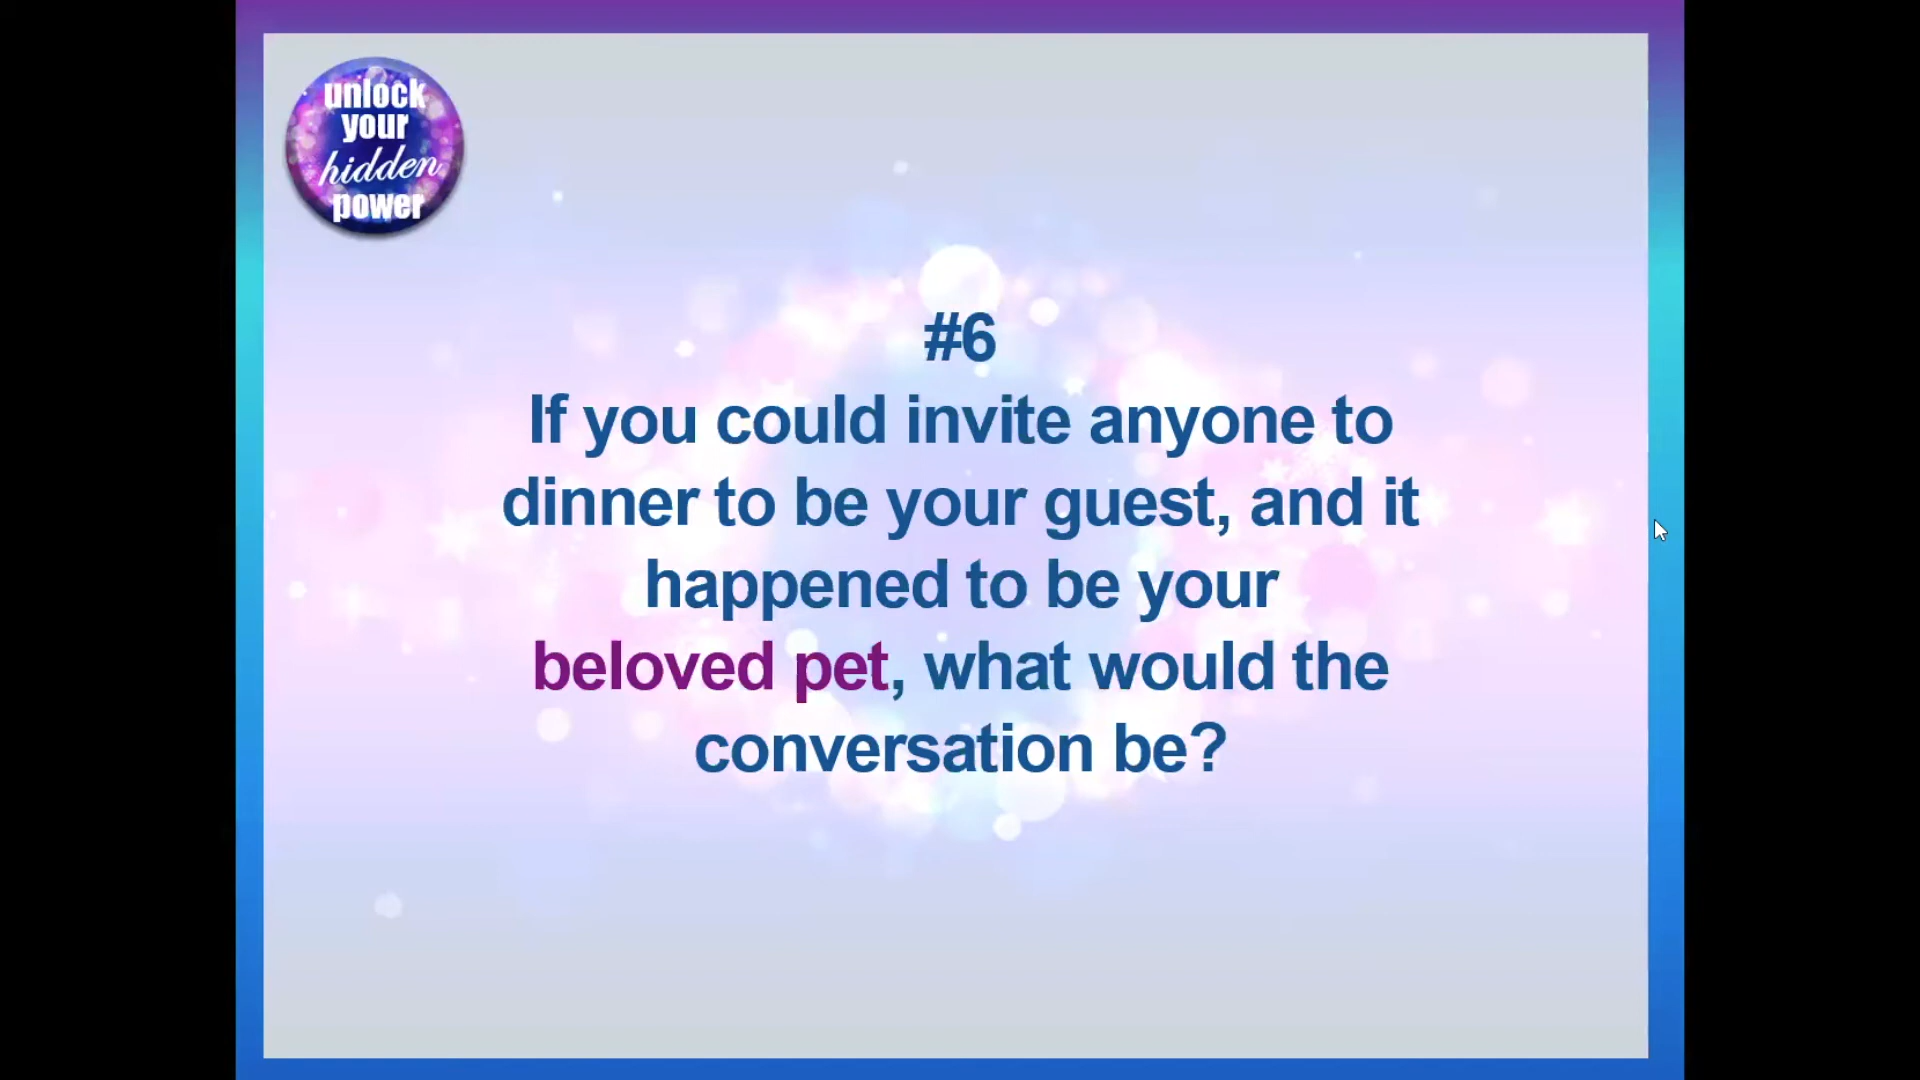 unlock
your
hidden
power
#6
If you could invite anyone to
dinner to be your guest, and it
happened to be your
beloved pet, what would the
conversation be?